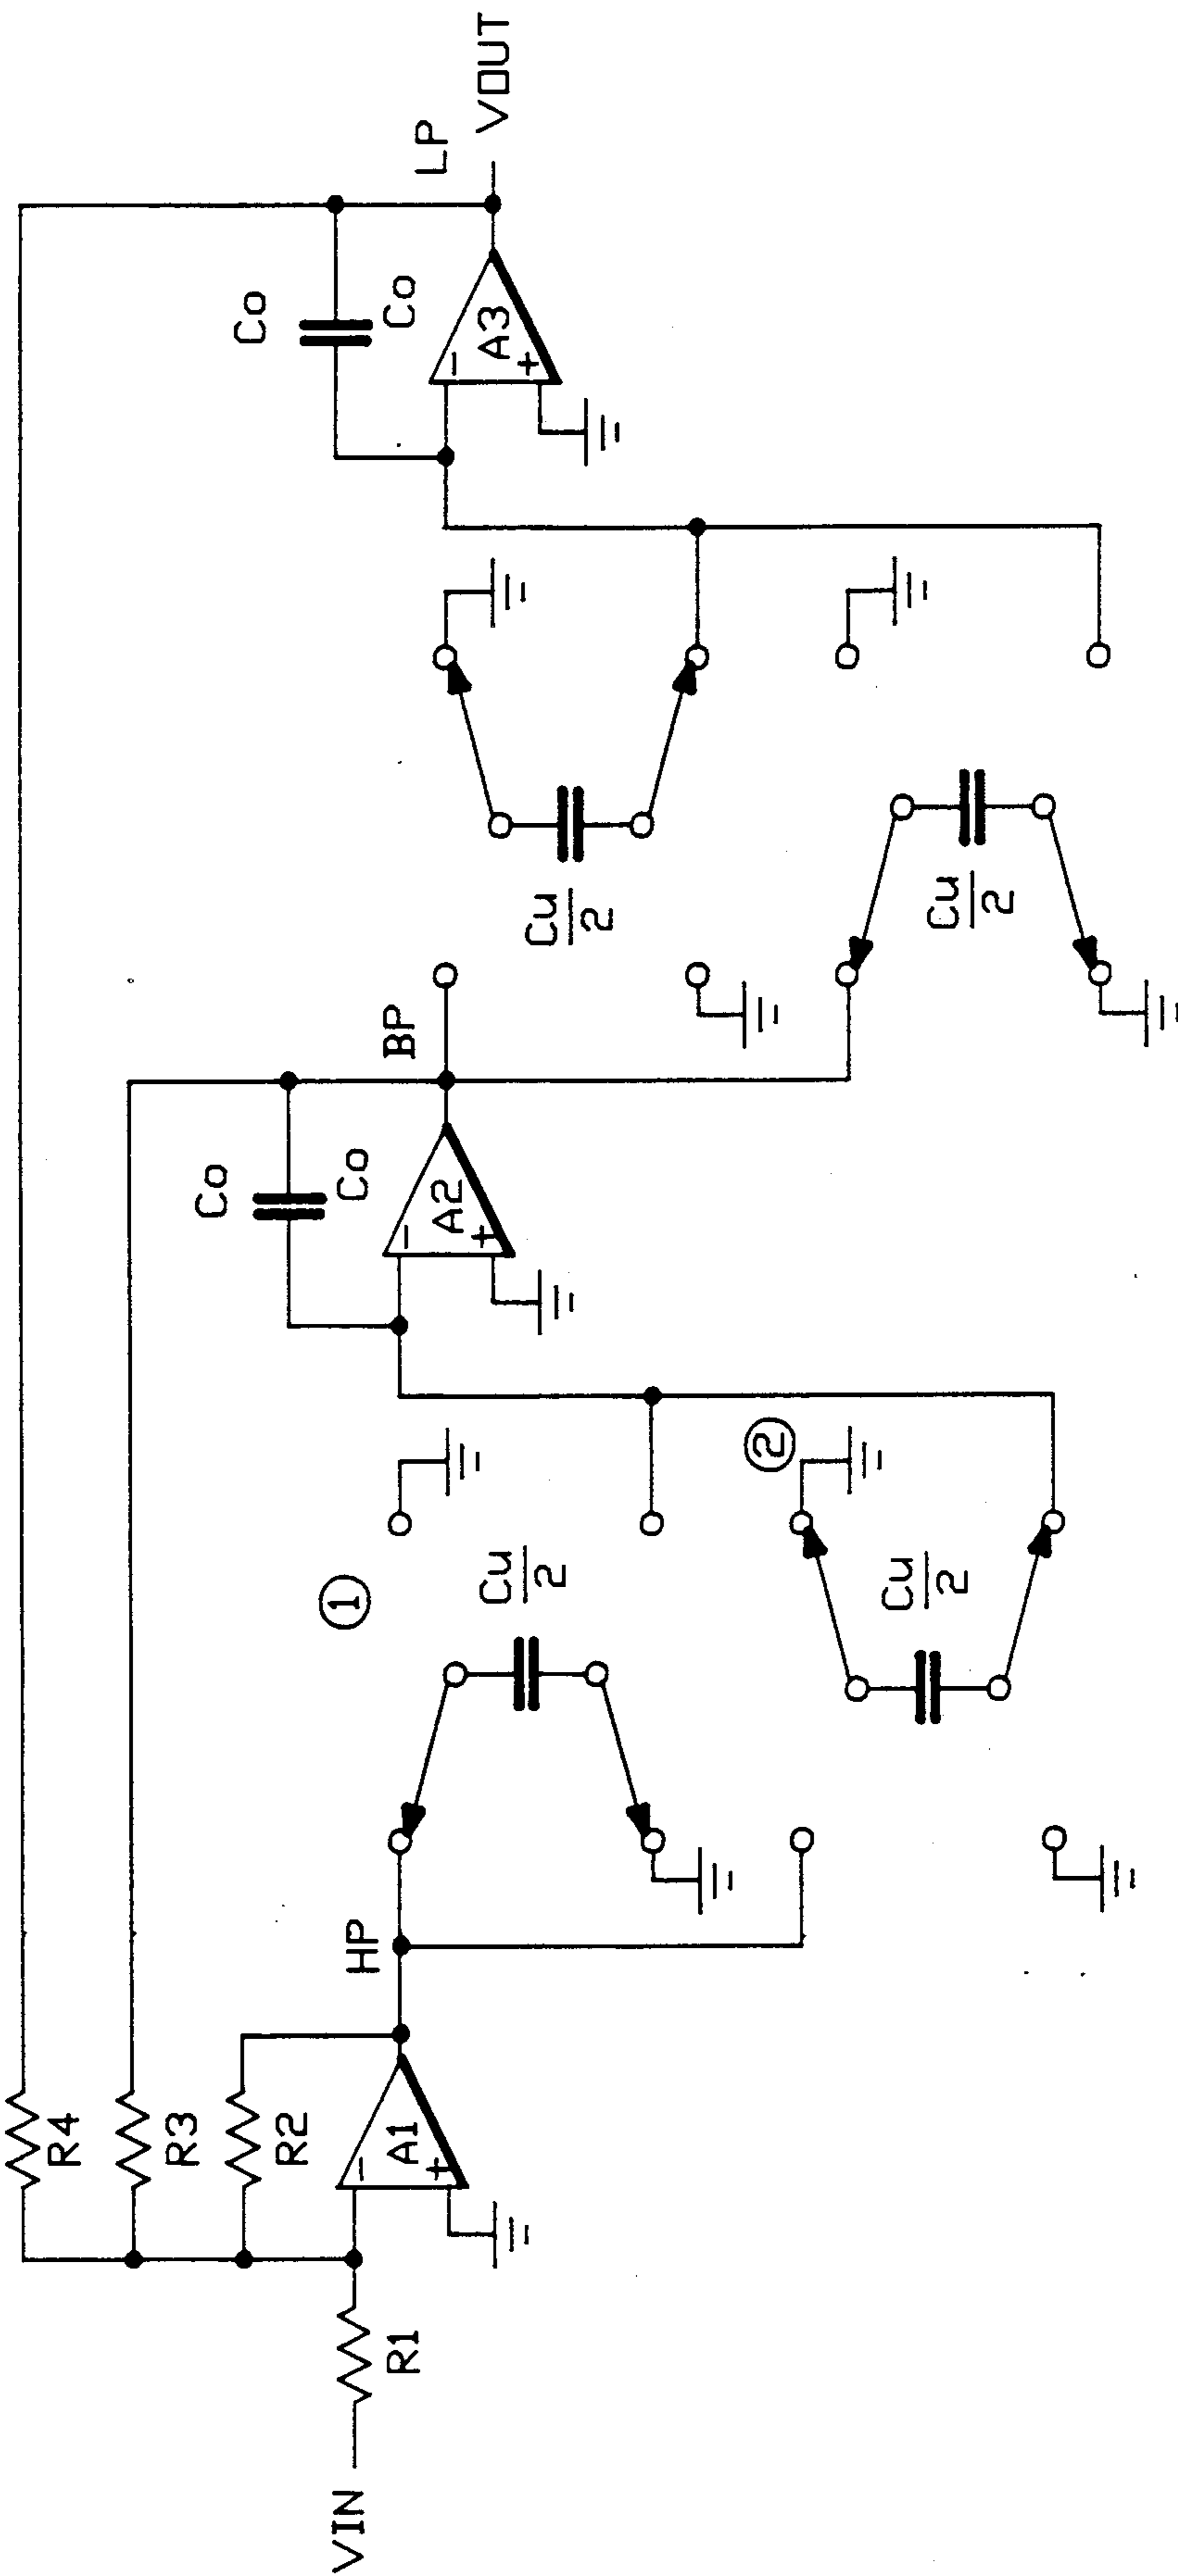 R4
R3
R2
VIN
R1
−
A1
+
HP
①
Cu/2
②
Cu/2
Co
Co
−
A2
+
BP
Cu/2
Cu/2
Co
Co
−
A3
+
LP
VOUT